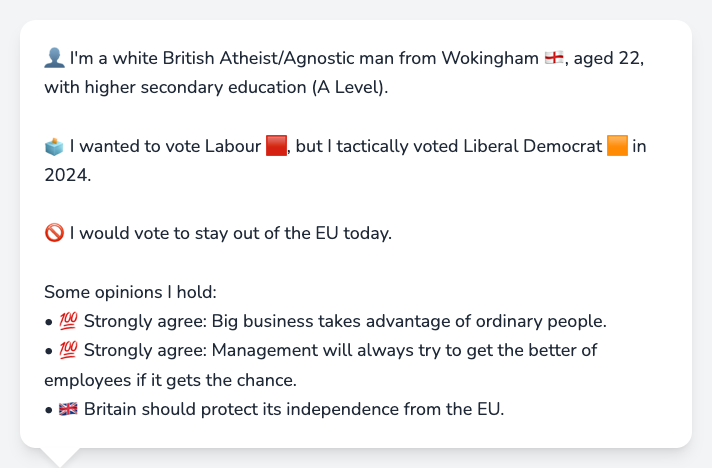 👤 I'm a white British Atheist/Agnostic man from Wokingham 🏴󠁧󠁢󠁥󠁮󠁧󠁿, aged 22,
with higher secondary education (A Level).
🗳️ I wanted to vote Labour 🟥, but I tactically voted Liberal Democrat 🟧 in
2024.
🚫 I would vote to stay out of the EU today.
Some opinions I hold:
• 💯 Strongly agree: Big business takes advantage of ordinary people.
• 💯 Strongly agree: Management will always try to get the better of
employees if it gets the chance.
• 🇬🇧 Britain should protect its independence from the EU.